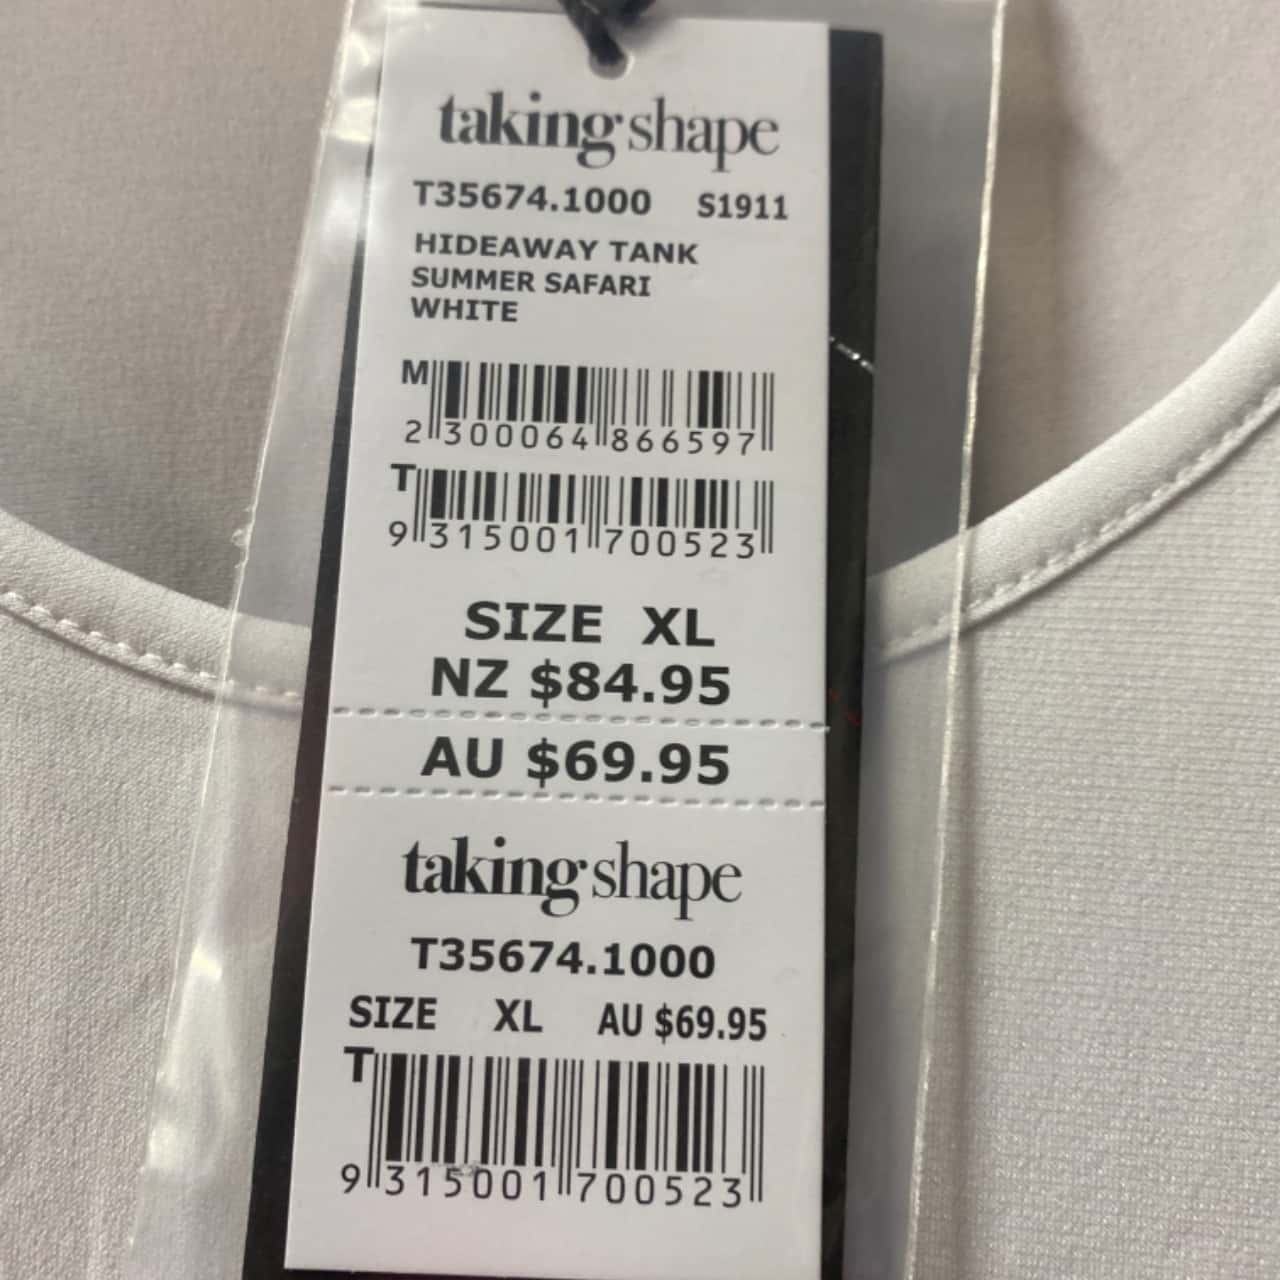 taking shape
T35674.1000 S1911
HIDEAWAY TANK
SUMMER SAFARI
WHITE
M
2 300064 866597
T
9 315001 700523
SIZE XL
NZ $84.95
AU $69.95
taking shape
T35674.1000
SIZE XL AU $69.95
T
9 315001 700523